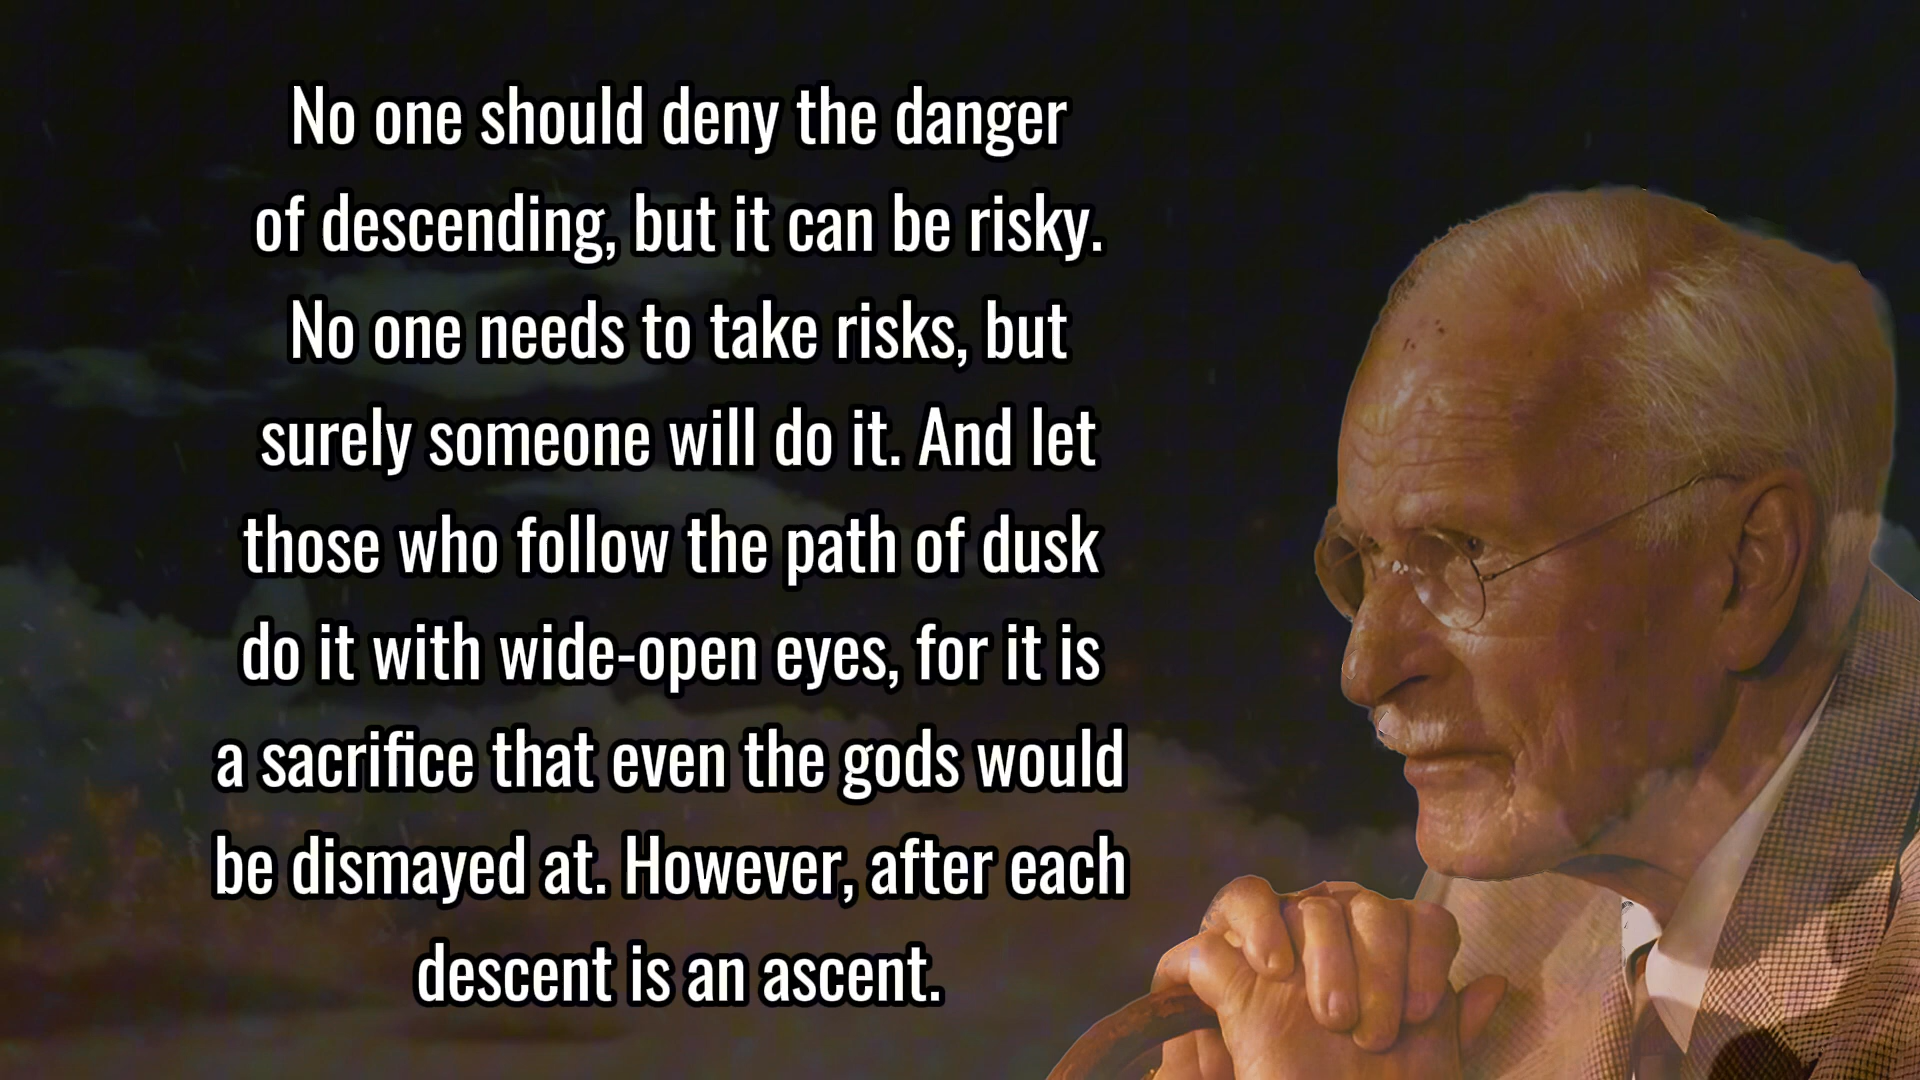 No one should deny the danger
of descending, but it can be risky.
No one needs to take risks, but
surely someone will do it. And let
those who follow the path of dusk
do it with wide-open eyes, for it is
a sacrifice that even the gods would
be dismayed at. However, after each
descent is an ascent.